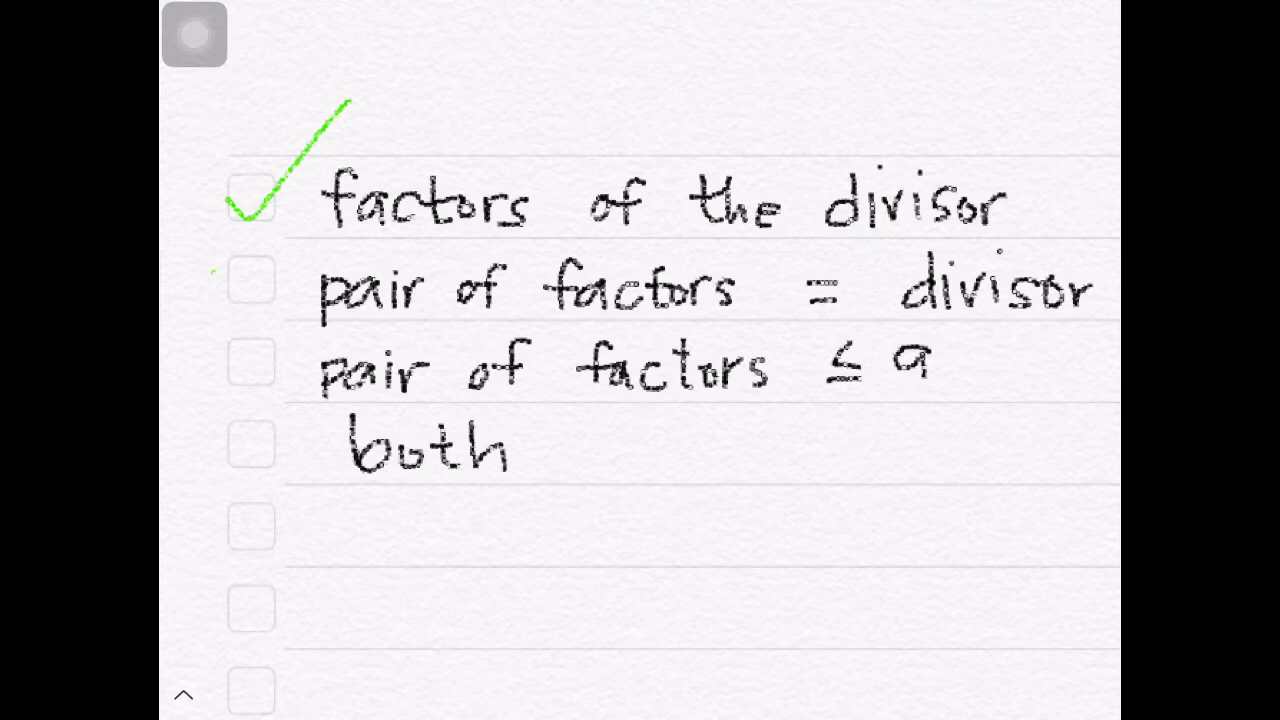 factors of the divisor
pair of factors = divisor
pair of factors ≤ 9
both